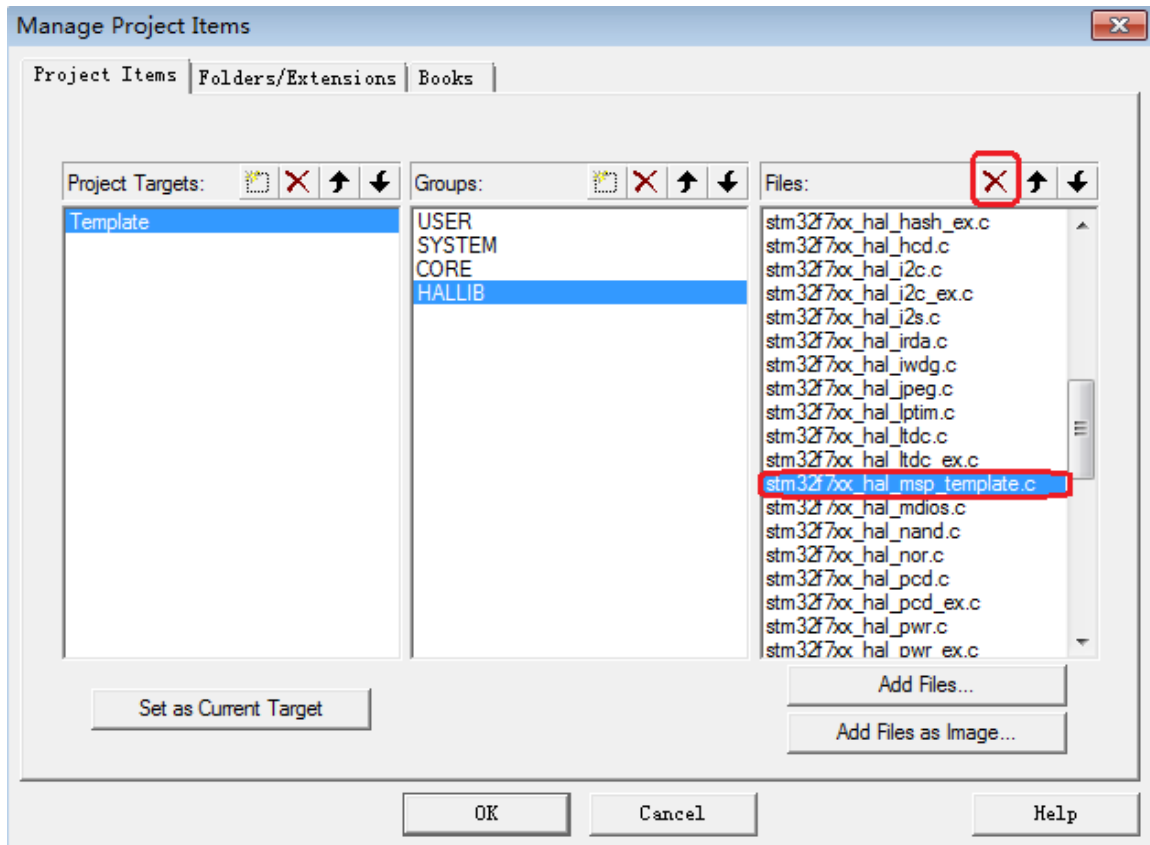 Manage Project Items
Project Items Folders/Extensions Books
Project Targets: Groups: Files:
Template
USER
SYSTEM
CORE
HALLIB
stm32f7xx_hal_hash_ex.c
stm32f7xx_hal_hcd.c
stm32f7xx_hal_i2c.c
stm32f7xx_hal_i2c_ex.c
stm32f7xx_hal_i2s.c
stm32f7xx_hal_irda.c
stm32f7xx_hal_iwdg.c
stm32f7xx_hal_jpeg.c
stm32f7xx_hal_lptim.c
stm32f7xx_hal_ltdc.c
stm32f7xx_hal_ltdc_ex.c
stm32f7xx_hal_msp_template.c
stm32f7xx_hal_mdios.c
stm32f7xx_hal_nand.c
stm32f7xx_hal_nor.c
stm32f7xx_hal_pcd.c
stm32f7xx_hal_pcd_ex.c
stm32f7xx_hal_pwr.c
stm32f7xx_hal_pwr_ex.c
Set as Current Target
Add Files...
Add Files as Image...
OK Cancel Help